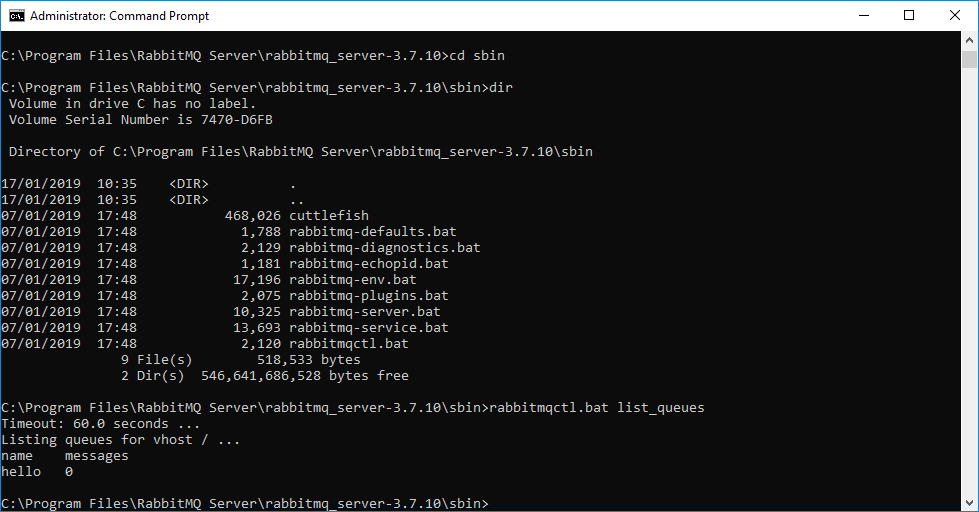 Administrator: Command Prompt
C:\Program Files\RabbitMQ Server\rabbitmq_server-3.7.10>cd sbin
C:\Program Files\RabbitMQ Server\rabbitmq_server-3.7.10\sbin>dir
 Volume in drive C has no label.
 Volume Serial Number is 7470-D6FB
 Directory of C:\Program Files\RabbitMQ Server\rabbitmq_server-3.7.10\sbin
17/01/2019  10:35    <DIR>          .
17/01/2019  10:35    <DIR>          ..
07/01/2019  17:48           468,026 cuttlefish
07/01/2019  17:48             1,788 rabbitmq-defaults.bat
07/01/2019  17:48             2,129 rabbitmq-diagnostics.bat
07/01/2019  17:48             1,181 rabbitmq-echopid.bat
07/01/2019  17:48            17,196 rabbitmq-env.bat
07/01/2019  17:48             2,075 rabbitmq-plugins.bat
07/01/2019  17:48            10,325 rabbitmq-server.bat
07/01/2019  17:48            13,693 rabbitmq-service.bat
07/01/2019  17:48             2,120 rabbitmqctl.bat
               9 File(s)        518,533 bytes
               2 Dir(s)  546,641,686,528 bytes free
C:\Program Files\RabbitMQ Server\rabbitmq_server-3.7.10\sbin>rabbitmqctl.bat list_queues
Timeout: 60.0 seconds ...
Listing queues for vhost / ...
name    messages
hello   0
C:\Program Files\RabbitMQ Server\rabbitmq_server-3.7.10\sbin>